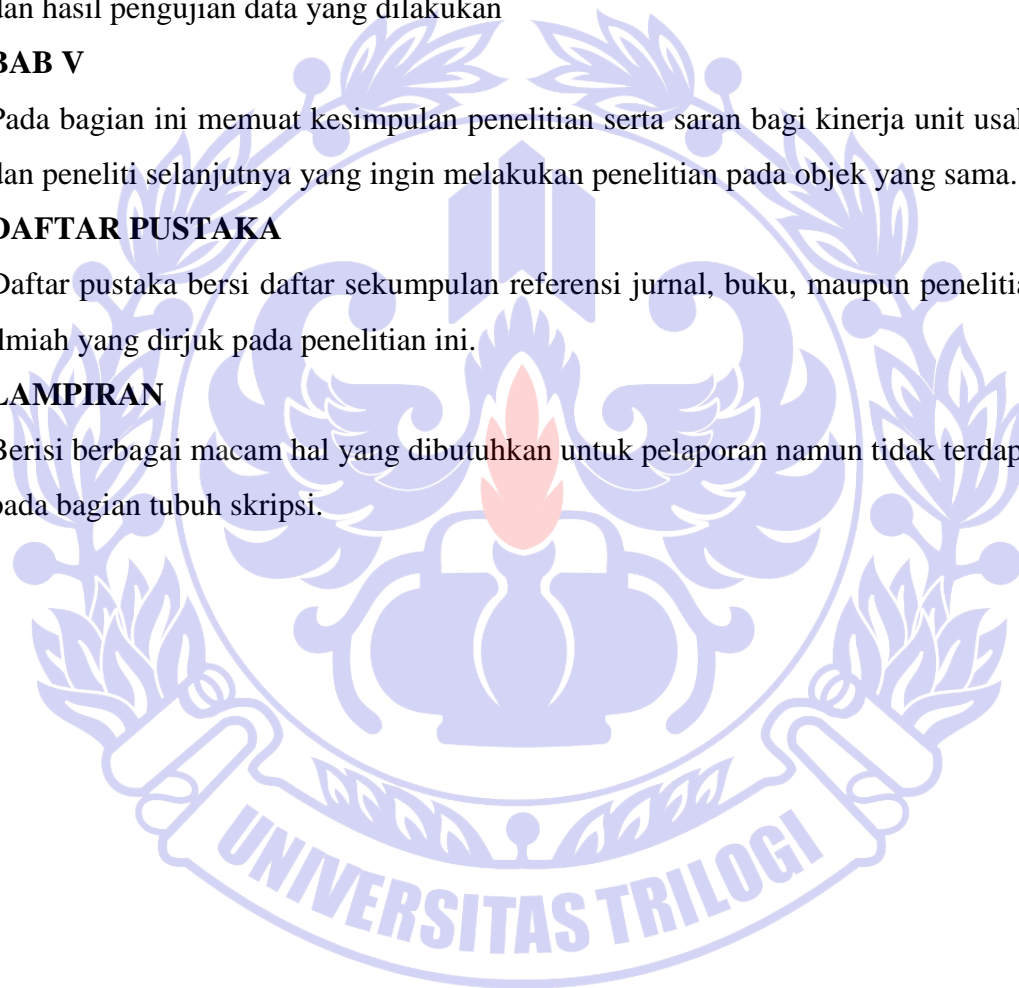 dan hasil pengujian data yang dilakukan
BAB V
Pada bagian ini memuat kesimpulan penelitian serta saran bagi kinerja unit usah
dan peneliti selanjutnya yang ingin melakukan penelitian pada objek yang sama.
DAFTAR PUSTAKA
Daftar pustaka bersi daftar sekumpulan referensi jurnal, buku, maupun penelitia
ilmiah yang dirjuk pada penelitian ini.
LAMPIRAN
Berisi berbagai macam hal yang dibutuhkan untuk pelaporan namun tidak terdap
pada bagian tubuh skripsi.
UNIVERSITAS TRILOGI